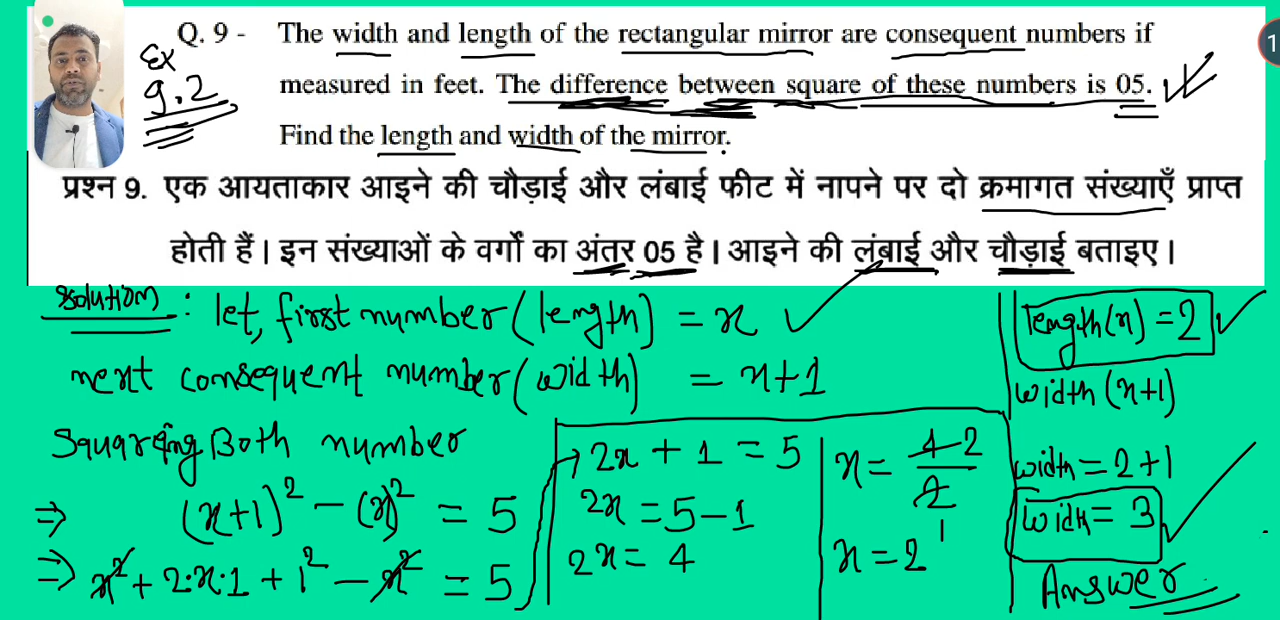 Q. 9 - The width and length of the rectangular mirror are consequent numbers if
measured in feet. The difference between square of these numbers is 05.
Find the length and width of the mirror.
Ex
9.2
1
प्रश्न 9. एक आयताकार आइने की चौड़ाई और लंबाई फीट में नापने पर दो क्रमागत संख्याएँ प्राप्त
होती हैं। इन संख्याओं के वर्गों का अंतर 05 है। आइने की लंबाई और चौड़ाई बताइए।
Solution : let, first number (length) = x
next consequent number (width) = x+1
Squaring Both number
⇒ (x+1)² - (x)² = 5
⇒ x² + 2·x·1 + 1² - x² = 5
→ 2x + 1 = 5
2x = 5-1
2x = 4
x = 4 2 / 2 1
x = 2
length (x) = 2
width (x+1)
width = 2+1
width = 3
Answer